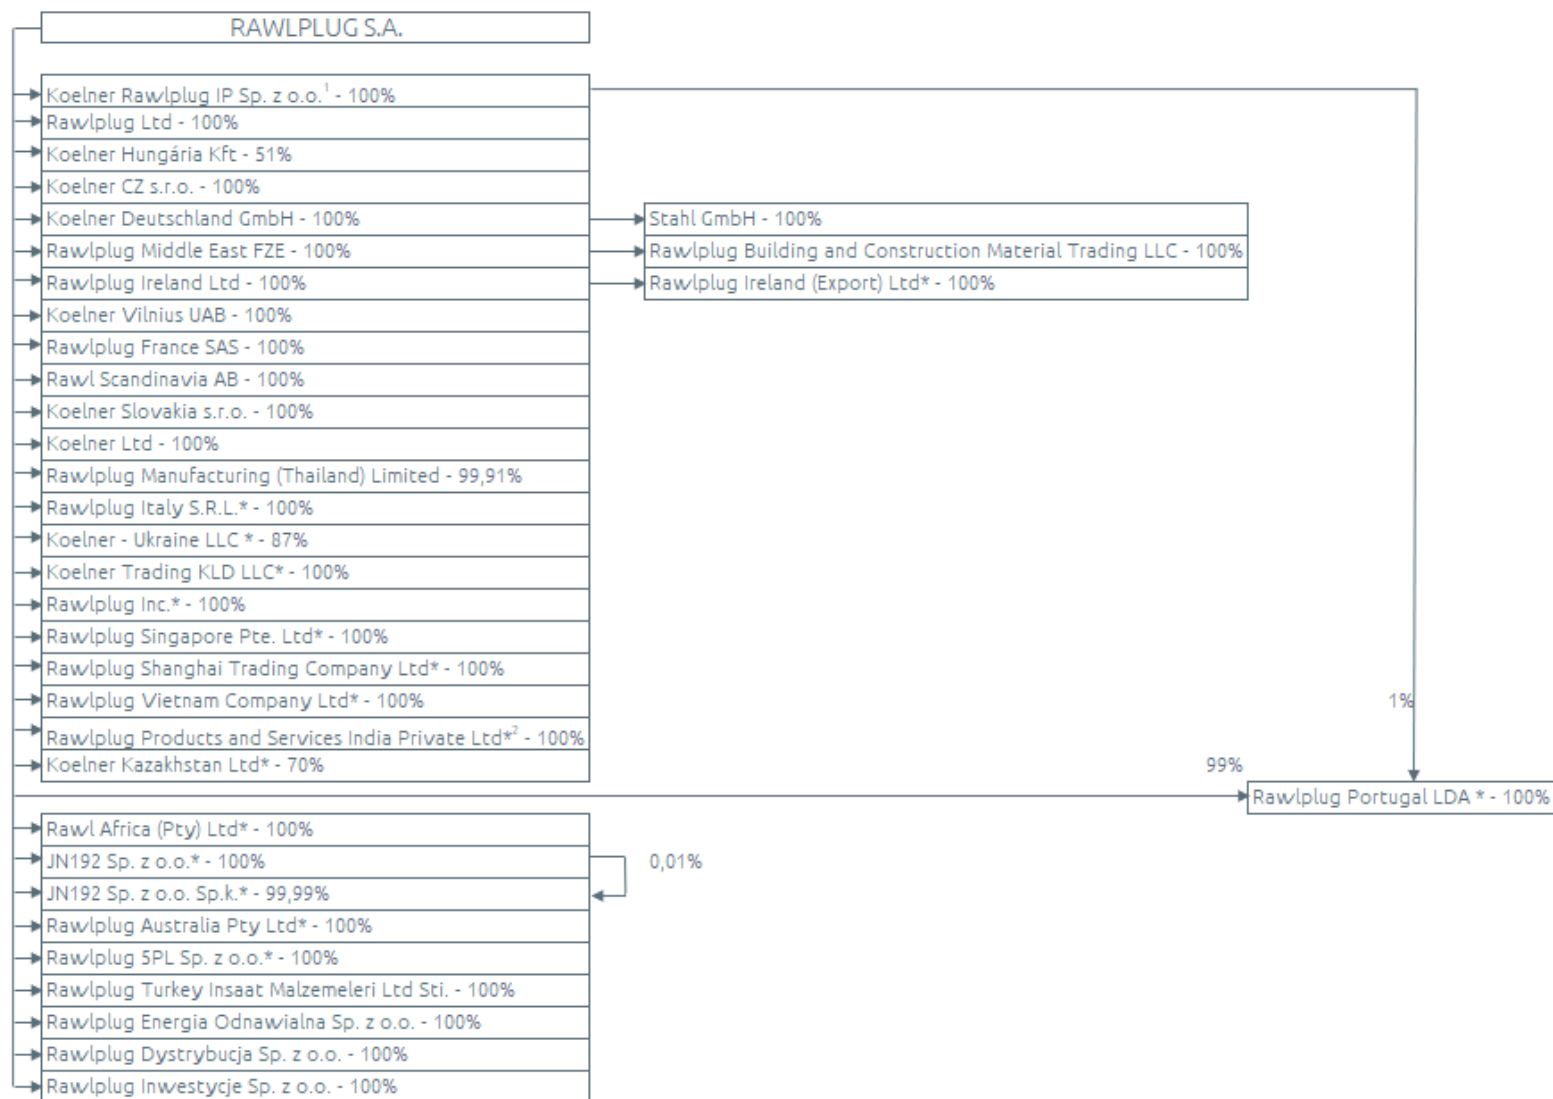 RAWLPLUG S.A.
Koelner Rawlplug IP Sp. z o.o.¹ - 100%
Rawlplug Ltd - 100%
Koelner Hungária Kft - 51%
Koelner CZ s.r.o. - 100%
Koelner Deutschland GmbH - 100%
Stahl GmbH - 100%
Rawlplug Middle East FZE - 100%
Rawlplug Building and Construction Material Trading LLC - 100%
Rawlplug Ireland Ltd - 100%
Rawlplug Ireland (Export) Ltd* - 100%
Koelner Vilnius UAB - 100%
Rawlplug France SAS - 100%
Rawl Scandinavia AB - 100%
Koelner Slovakia s.r.o. - 100%
Koelner Ltd - 100%
Rawlplug Manufacturing (Thailand) Limited - 99,91%
Rawlplug Italy S.R.L.* - 100%
Koelner - Ukraine LLC * - 87%
Koelner Trading KLD LLC* - 100%
Rawlplug Inc.* - 100%
Rawlplug Singapore Pte. Ltd* - 100%
Rawlplug Shanghai Trading Company Ltd* - 100%
Rawlplug Vietnam Company Ltd* - 100%
1%
Rawlplug Products and Services India Private Ltd*² - 100%
Koelner Kazakhstan Ltd* - 70%
99%
Rawlplug Portugal LDA * - 100%
Rawl Africa (Pty) Ltd* - 100%
JN192 Sp. z o.o.* - 100%
0,01%
JN192 Sp. z o.o. Sp.k.* - 99,99%
Rawlplug Australia Pty Ltd* - 100%
Rawlplug 5PL Sp. z o.o.* - 100%
Rawlplug Turkey Insaat Malzemeleri Ltd Sti. - 100%
Rawlplug Energia Odnawialna Sp. z o.o. - 100%
Rawlplug Dystrybucja Sp. z o.o. - 100%
Rawlplug Inwestycje Sp. z o.o. - 100%